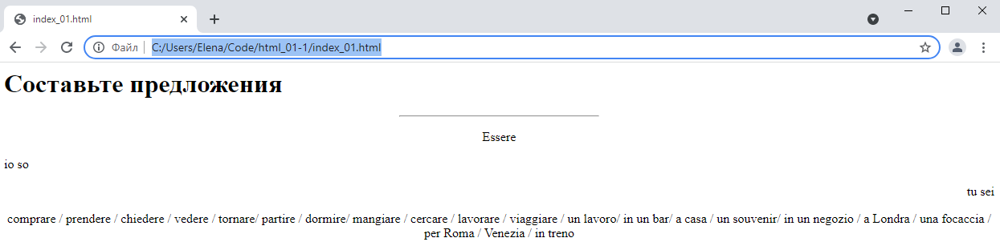 index_01.html
Файл C:/Users/Elena/Code/html_01-1/index_01.html
Составьте предложения
Essere
io so
tu sei
comprare / prendere / chiedere / vedere / tornare/ partire / dormire/ mangiare / cercare / lavorare / viaggiare / un lavoro/ in un bar/ a casa / un souvenir/ in un negozio / a Londra / una focaccia /
per Roma / Venezia / in treno